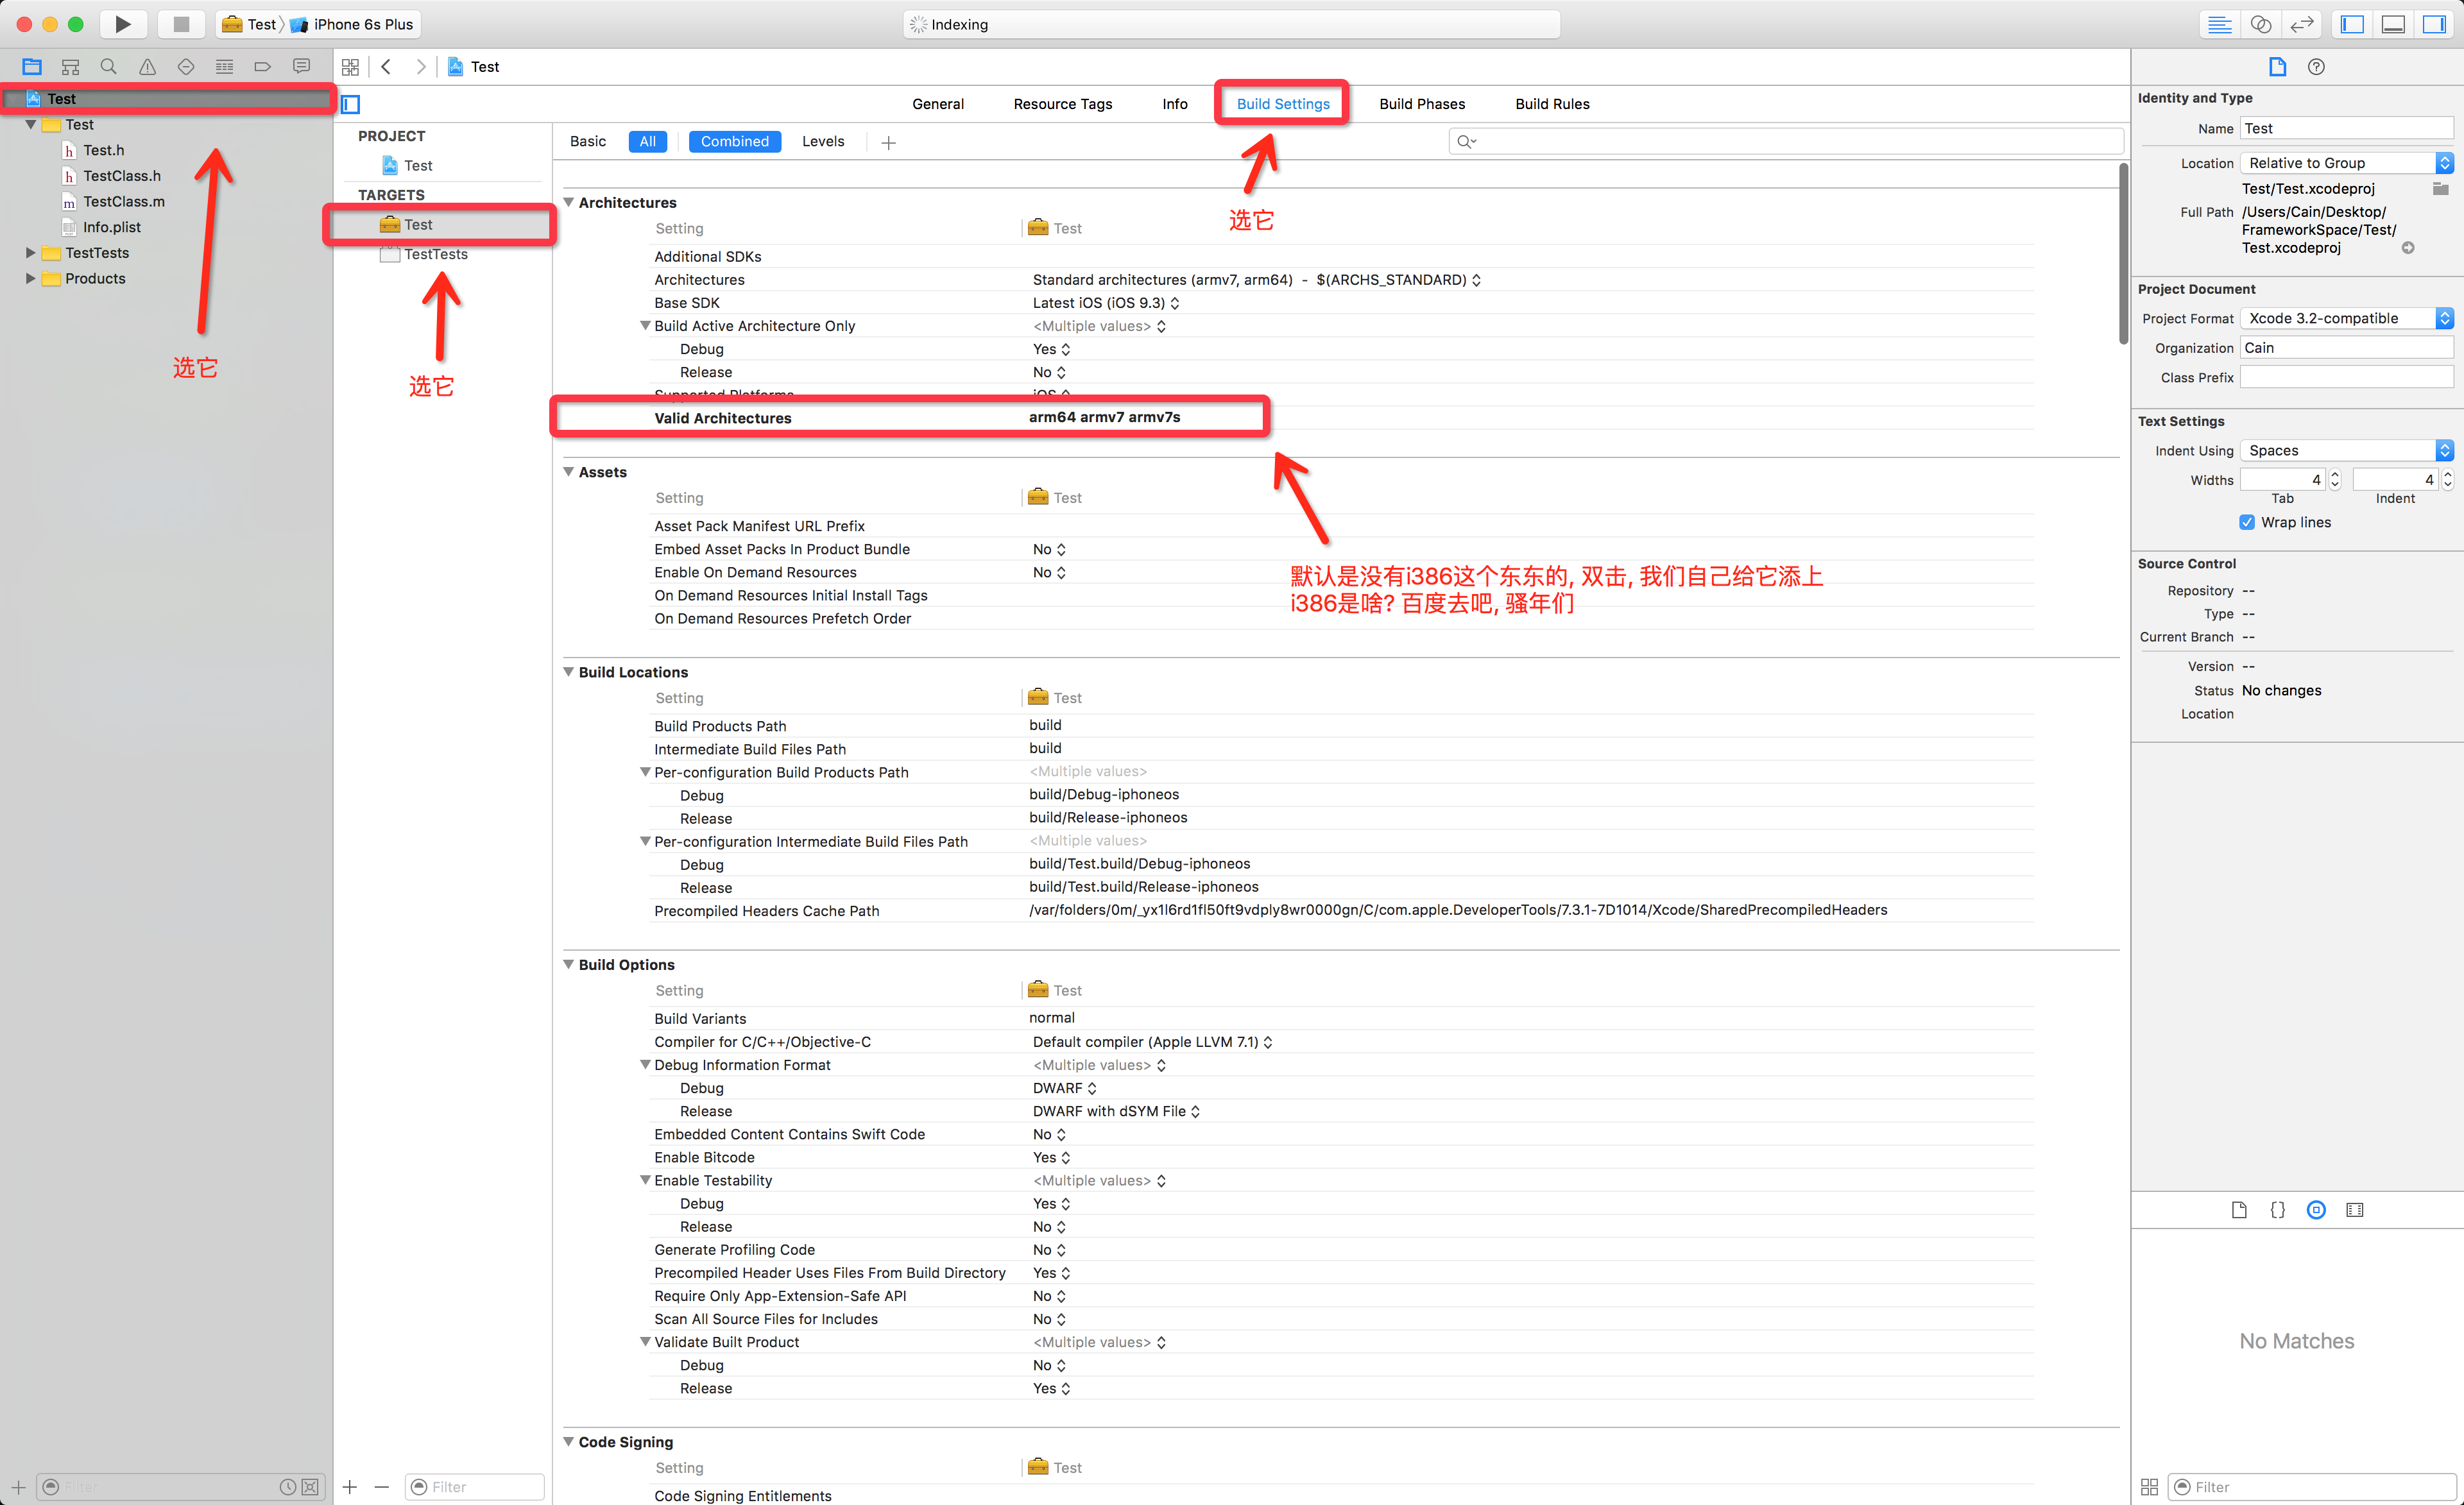 Test
iPhone 6s Plus
Indexing
Test
Test
Test.h
TestClass.h
TestClass.m
Info.plist
TestTests
Products
选它
Filter
Test
General
Resource Tags
Info
Build Settings
Build Phases
Build Rules
PROJECT
Test
TARGETS
Test
TestTests
选它
Filter
Basic
All
Combined
Levels
选它
Architectures
Setting Test
Additional SDKs
Architectures Standard architectures (armv7, arm64) - $(ARCHS_STANDARD)
Base SDK Latest iOS (iOS 9.3)
Build Active Architecture Only <Multiple values>
Debug Yes
Release No
Supported Platforms iOS
Valid Architectures arm64 armv7 armv7s
Assets
Setting Test
Asset Pack Manifest URL Prefix
Embed Asset Packs In Product Bundle No
Enable On Demand Resources No
On Demand Resources Initial Install Tags
On Demand Resources Prefetch Order
默认是没有i386这个东东的, 双击, 我们自己给它添上
i386是啥? 百度去吧, 骚年们
Build Locations
Setting Test
Build Products Path build
Intermediate Build Files Path build
Per-configuration Build Products Path <Multiple values>
Debug build/Debug-iphoneos
Release build/Release-iphoneos
Per-configuration Intermediate Build Files Path <Multiple values>
Debug build/Test.build/Debug-iphoneos
Release build/Test.build/Release-iphoneos
Precompiled Headers Cache Path /var/folders/0m/_yx1l6rd1fl50ft9vdply8wr0000gn/C/com.apple.DeveloperTools/7.3.1-7D1014/Xcode/SharedPrecompiledHeaders
Build Options
Setting Test
Build Variants normal
Compiler for C/C++/Objective-C Default compiler (Apple LLVM 7.1)
Debug Information Format <Multiple values>
Debug DWARF
Release DWARF with dSYM File
Embedded Content Contains Swift Code No
Enable Bitcode Yes
Enable Testability <Multiple values>
Debug Yes
Release No
Generate Profiling Code No
Precompiled Header Uses Files From Build Directory Yes
Require Only App-Extension-Safe API No
Scan All Source Files for Includes No
Validate Built Product <Multiple values>
Debug No
Release Yes
Code Signing
Setting Test
Code Signing Entitlements
Identity and Type
Name Test
Location Relative to Group
Test/Test.xcodeproj
Full Path /Users/Cain/Desktop/
FrameworkSpace/Test/
Test.xcodeproj
Project Document
Project Format Xcode 3.2-compatible
Organization Cain
Class Prefix
Text Settings
Indent Using Spaces
Widths 4 4
Tab Indent
Wrap lines
Source Control
Repository --
Type --
Current Branch --
Version --
Status No changes
Location
No Matches
Filter